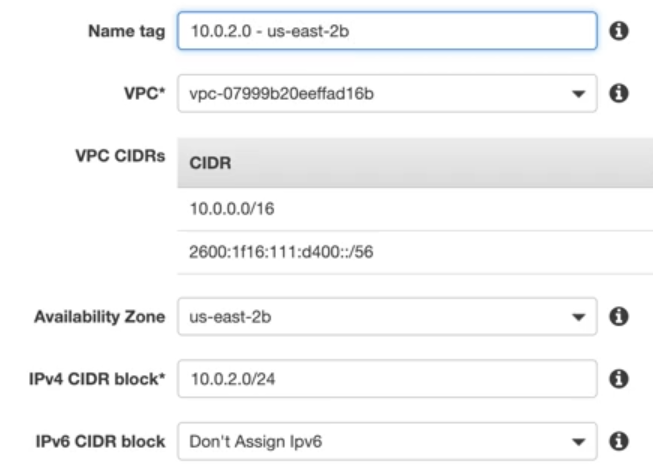 Name tag 10.0.2.0 - us-east-2b
VPC* vpc-07999b20eeffad16b
VPC CIDRs CIDR
10.0.0.0/16
2600:1f16:111:d400::/56
Availability Zone us-east-2b
IPv4 CIDR block* 10.0.2.0/24
IPv6 CIDR block Don't Assign Ipv6